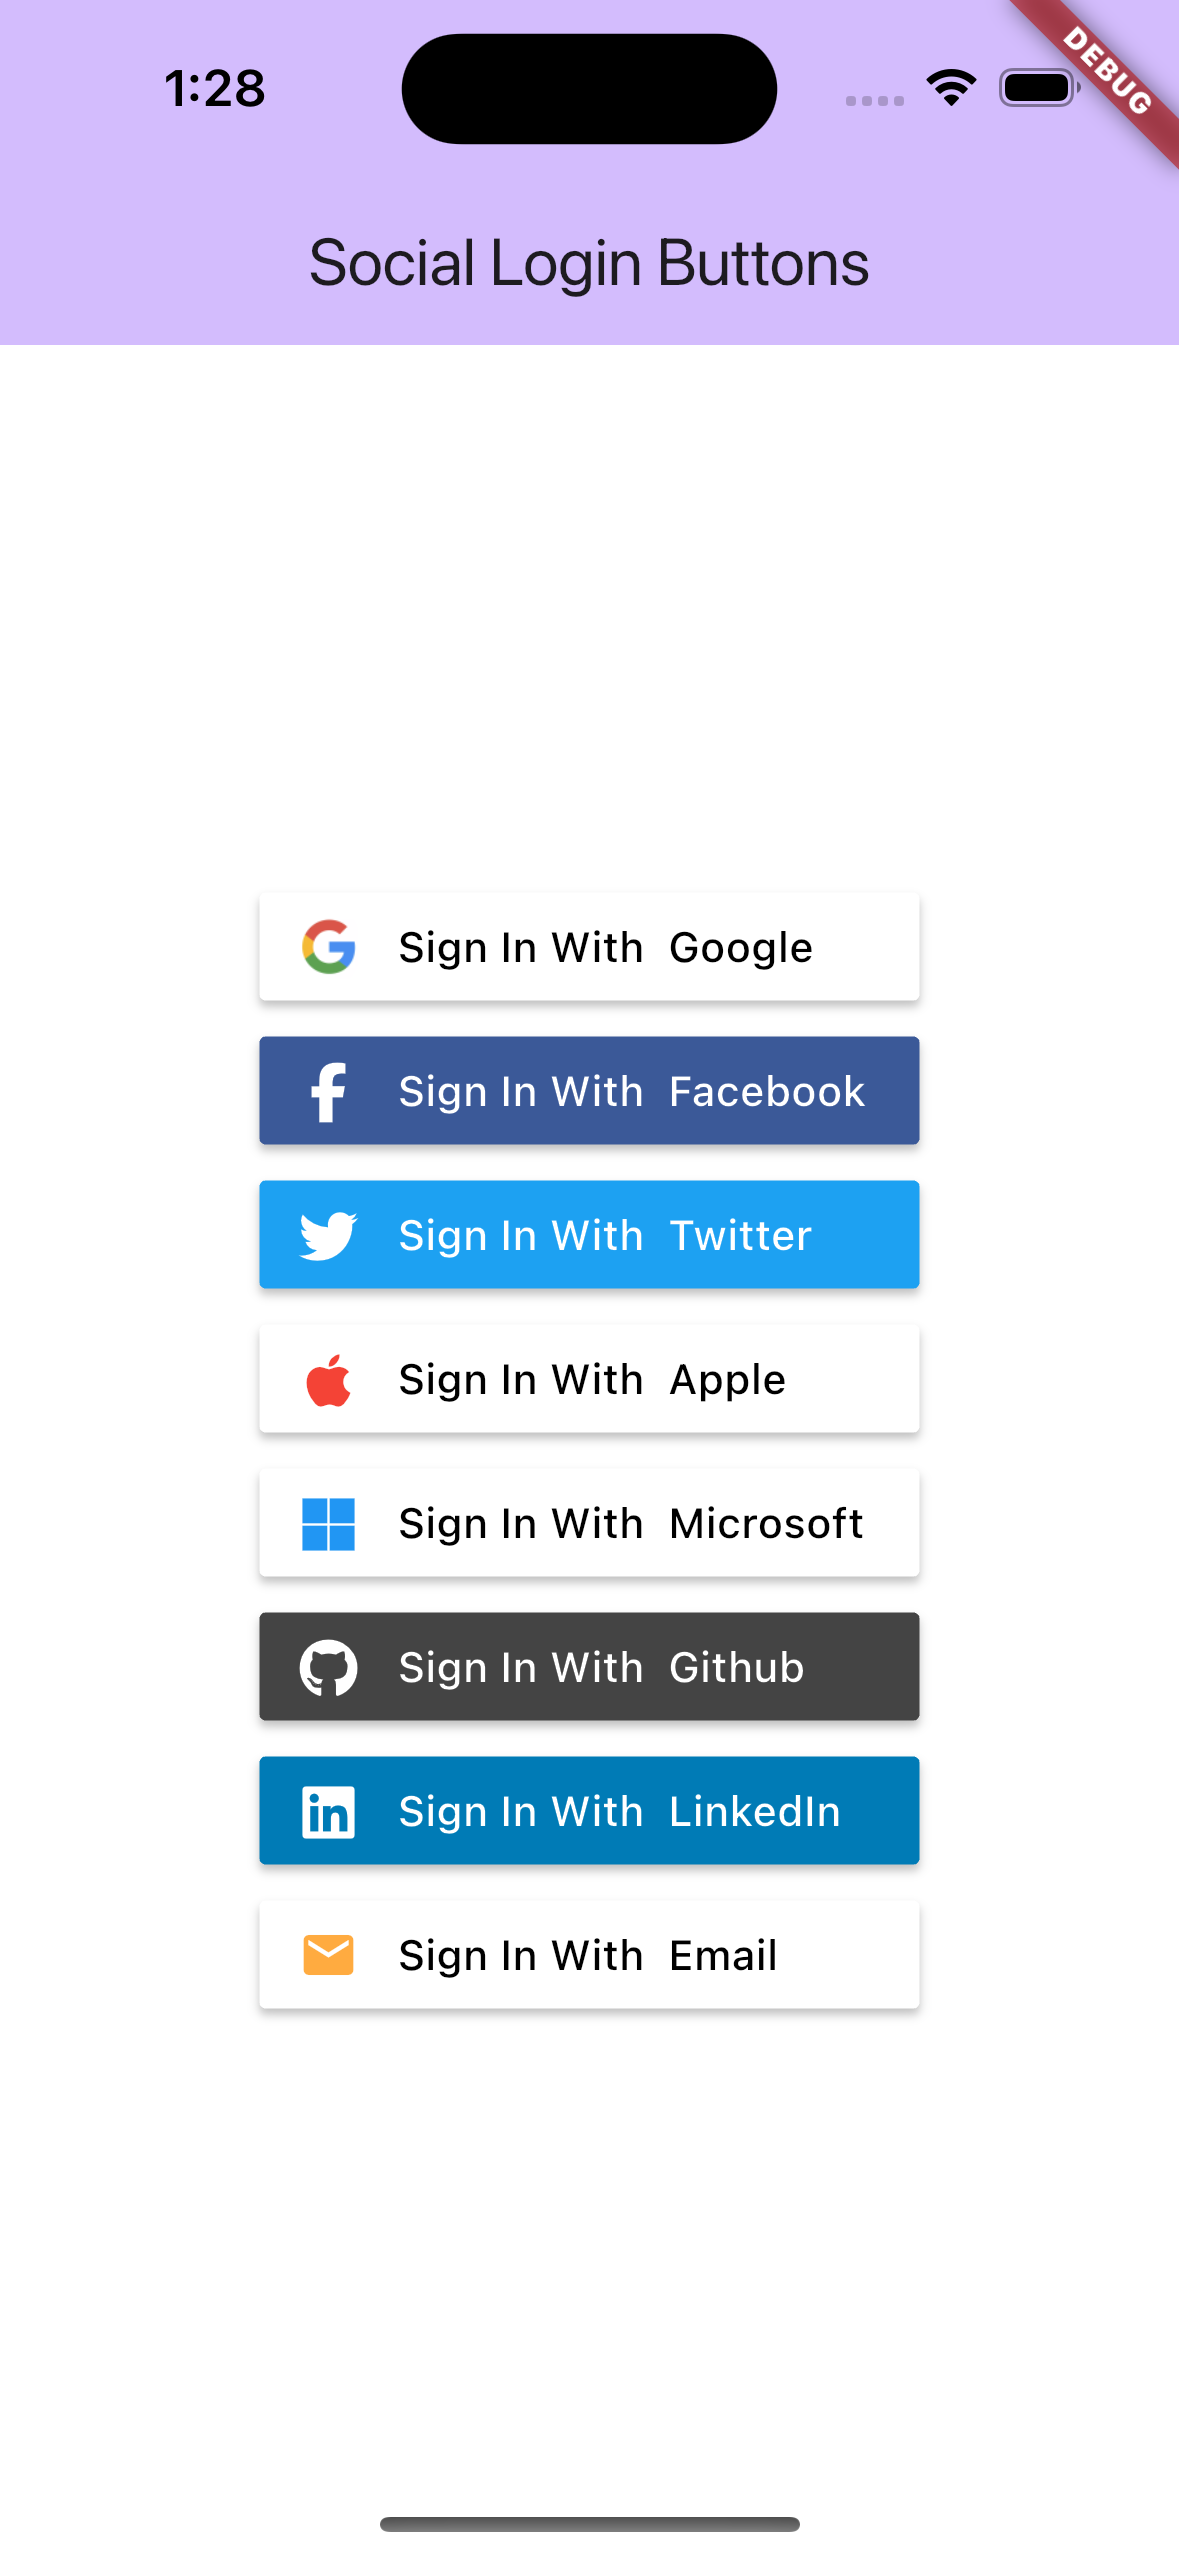 1:28
DEBUG
Social Login Buttons
Sign In With  Google
Sign In With  Facebook
Sign In With  Twitter
Sign In With  Apple
Sign In With  Microsoft
Sign In With  Github
Sign In With  LinkedIn
Sign In With  Email